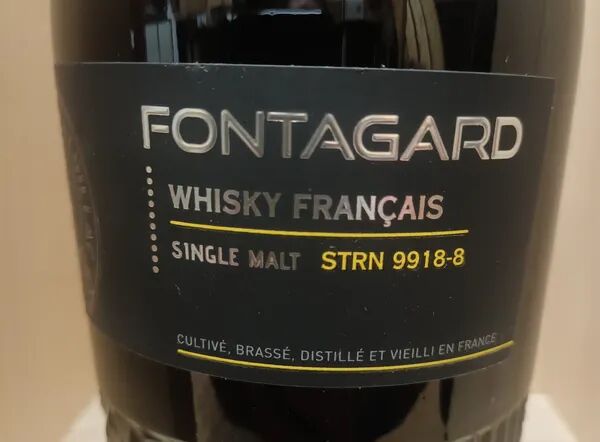 FONTAGARD
WHISKY FRANÇAIS
SINGLE MALT STRN 9918-8
CULTIVÉ, BRASSÉ, DISTILLÉ ET VIEILLI EN FRANCE